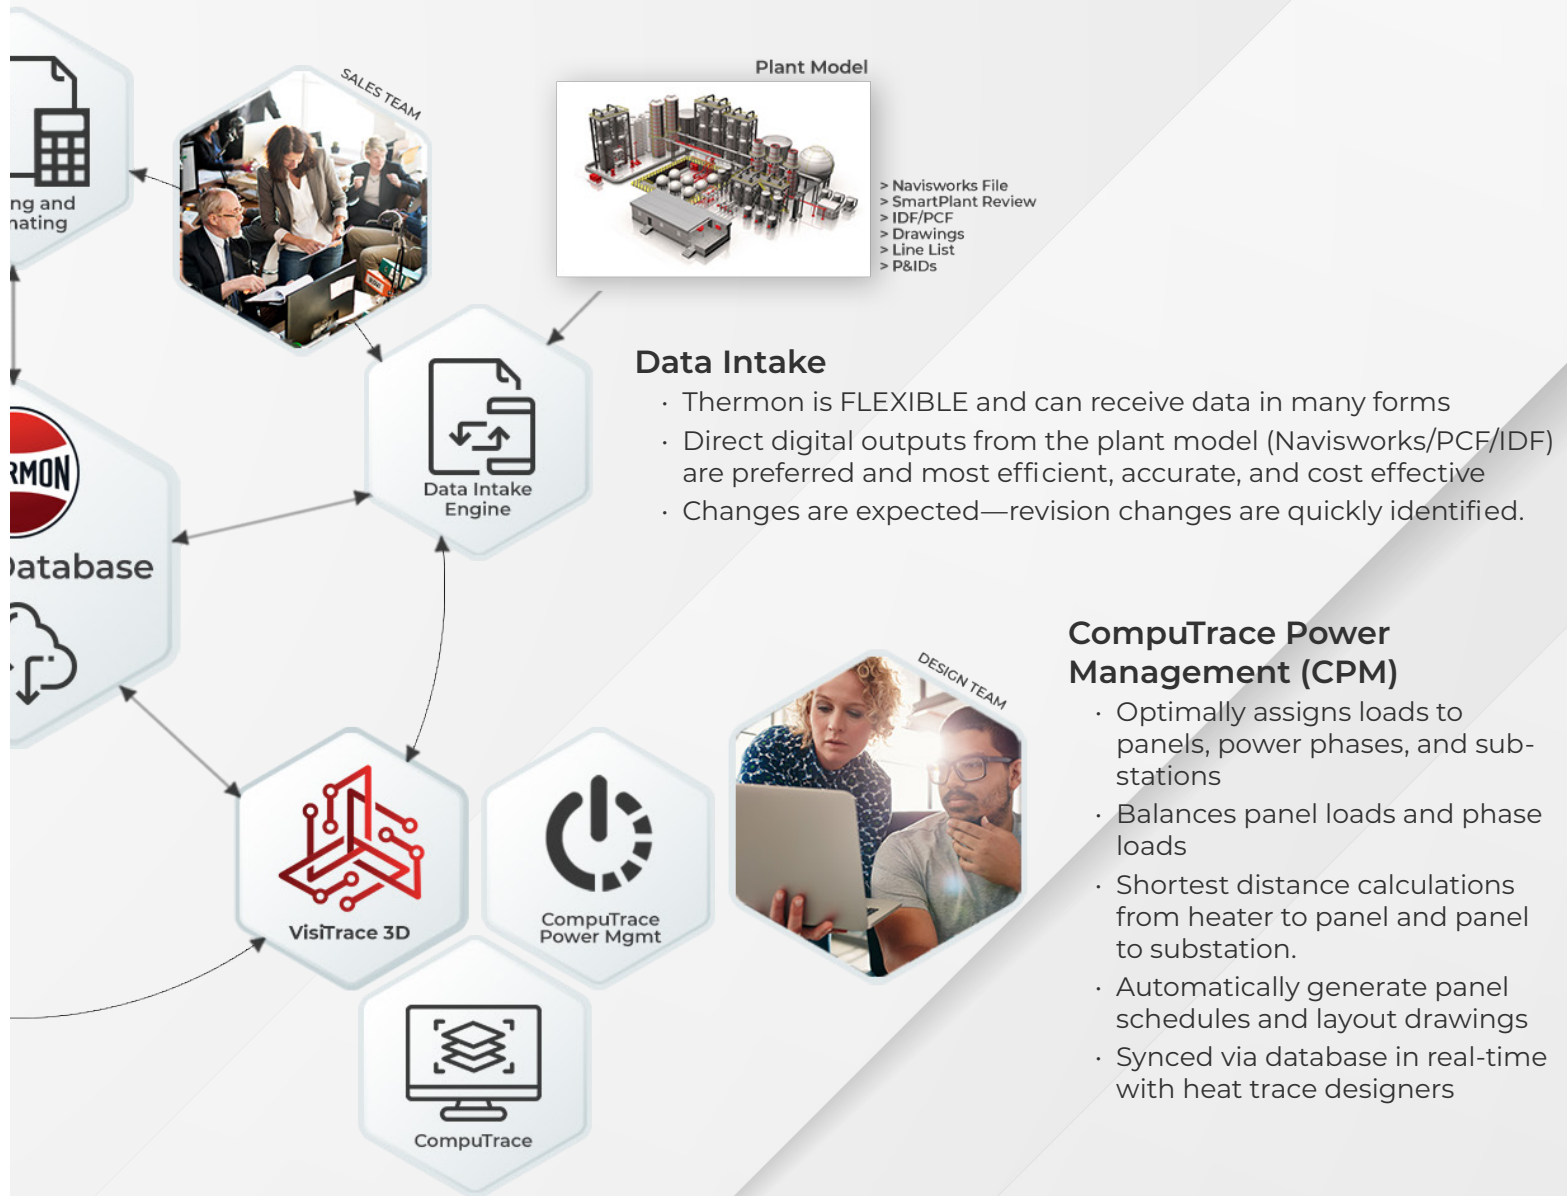 SALES TEAM
Plant Model
> Navisworks File
> SmartPlant Review
> IDF/PCF
> Drawings
> Line List
> P&IDs
ng and
nating
Data Intake
· Thermon is FLEXIBLE and can receive data in many forms
· Direct digital outputs from the plant model (Navisworks/PCF/IDF)
are preferred and most efficient, accurate, and cost effective
· Changes are expected—revision changes are quickly identified.
RMON
Data Intake
Engine
Database
CompuTrace Power
Management (CPM)
· Optimally assigns loads to
panels, power phases, and sub-
stations
· Balances panel loads and phase
loads
· Shortest distance calculations
from heater to panel and panel
to substation.
· Automatically generate panel
schedules and layout drawings
· Synced via database in real-time
with heat trace designers
DESIGN TEAM
VisiTrace 3D
CompuTrace
Power Mgmt
CompuTrace